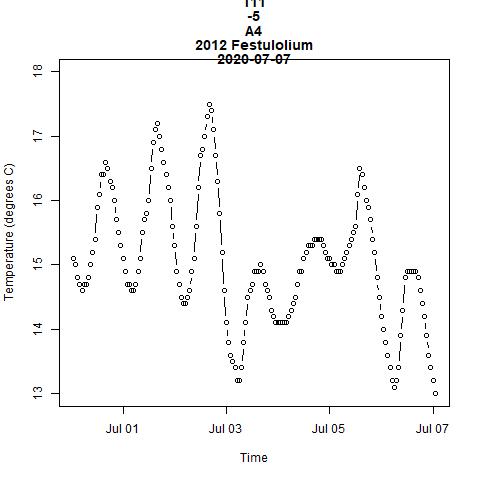 T11
-5
A4
2012 Festulolium
2020-07-07
18
17
16
15
14
13
Temperature (degrees C)
Jul 01 Jul 03 Jul 05 Jul 07
Time